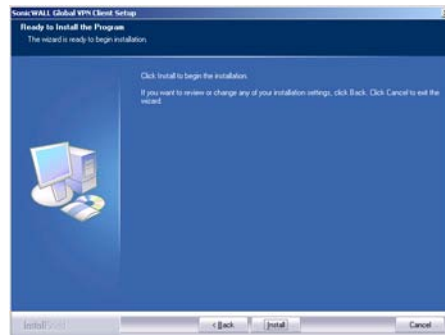 SonicWALL Global VPN Client Setup
Ready to Install the Program
The wizard is ready to begin installation.
Click Install to begin the installation.
If you want to review or change any of your installation settings, click Back. Click Cancel to exit the
wizard.
InstallShield
< Back
Install
Cancel